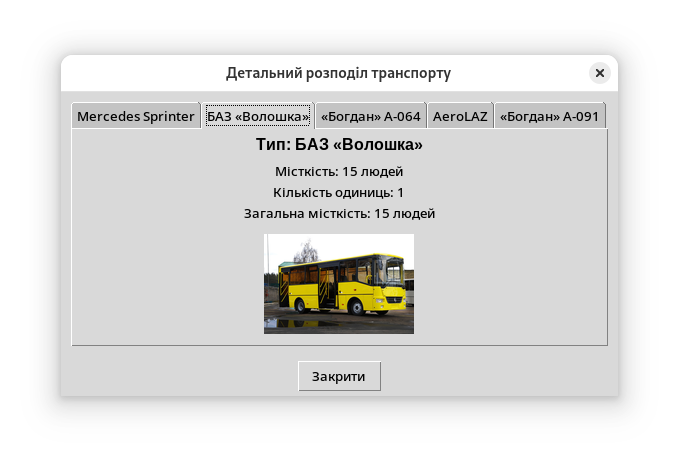 Детальний розподіл транспорту
Mercedes Sprinter
БАЗ «Волошка»
«Богдан» А-064
AeroLAZ
«Богдан» А-091
Тип: БАЗ «Волошка»
Місткість: 15 людей
Кількість одиниць: 1
Загальна місткість: 15 людей
Закрити